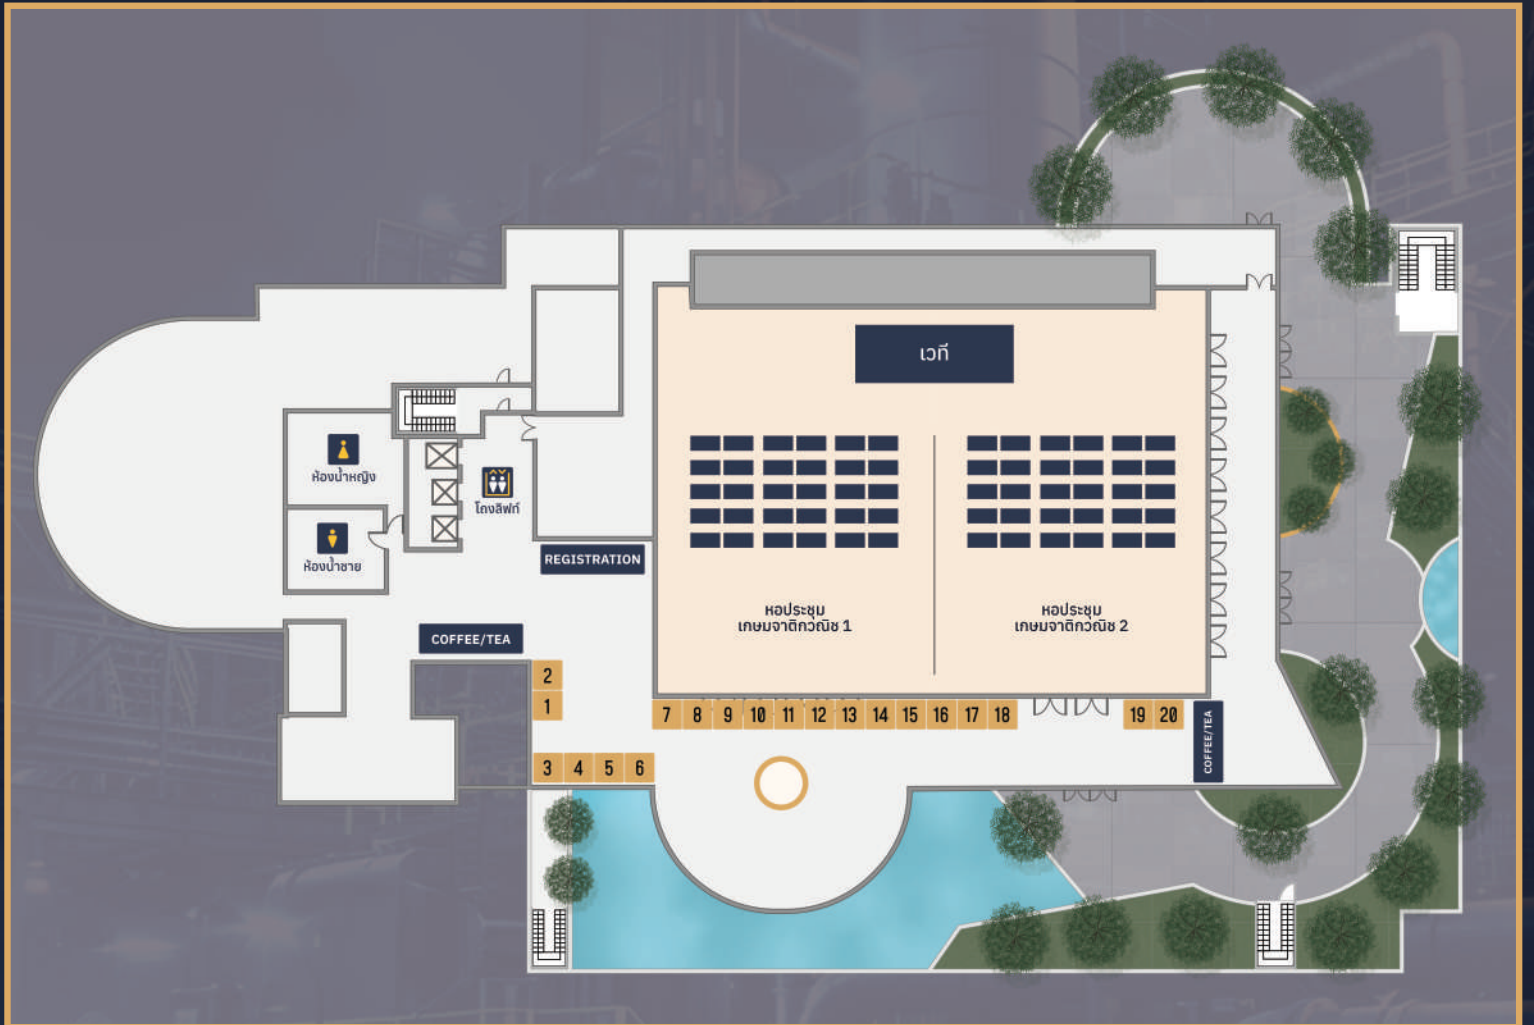 เวที
ห้องน้ำหญิง
โถงลิฟท์
ห้องน้ำชาย
REGISTRATION
หอประชุม
เกษมจาติกวณิช 1
หอประชุม
เกษมจาติกวณิช 2
COFFEE/TEA
2
1
7 8 9 10 11 12 13 14 15 16 17 18 19 20
COFFEE/TEA
3 4 5 6